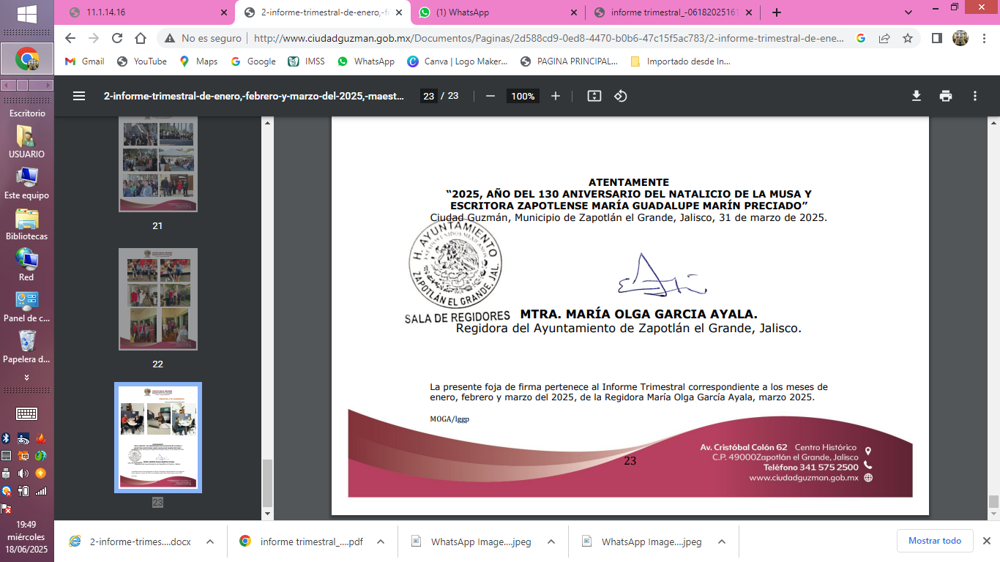 11.1.14.16
2-informe-trimestral-de-enero,-fe
(1) WhatsApp
informe trimestral_-06182025161
No es seguro
http://www.ciudadguzman.gob.mx/Documentos/Paginas/2d588cd9-0ed8-4470-b0b6-47c15f5ac783/2-informe-trimestral-de-ene...
Gmail
YouTube
Maps
Google
IMSS
WhatsApp
Canva | Logo Maker...
PAGINA PRINCIPAL...
Importado desde In...
2-informe-trimestral-de-enero,-febrero-y-marzo-del-2025,-maest...
23 / 23
100%
Escritorio
USUARIO
Este equipo
Bibliotecas
Red
Panel de c...
Papelera d...
19:49
miércoles
18/06/2025
21
22
23
ATENTAMENTE
“2025, AÑO DEL 130 ANIVERSARIO DEL NATALICIO DE LA MUSA Y
ESCRITORA ZAPOTLENSE MARÍA GUADALUPE MARÍN PRECIADO”
Ciudad Guzmán, Municipio de Zapotlán el Grande, Jalisco, 31 de marzo de 2025.
H. AYUNTAMIENTO
ESTADOS UNIDOS MEXICANOS
ZAPOTLÁN EL GRANDE, JAL.
SALA DE REGIDORES
MTRA. MARÍA OLGA GARCIA AYALA.
Regidora del Ayuntamiento de Zapotlán el Grande, Jalisco.
La presente foja de firma pertenece al Informe Trimestral correspondiente a los meses de
enero, febrero y marzo del 2025, de la Regidora María Olga García Ayala, marzo 2025.
MOGA/lggp
23
Av. Cristóbal Colón 62 Centro Histórico
C.P. 49000Zapotlán el Grande, Jalisco
Teléfono 341 575 2500
www.ciudadguzman.gob.mx
2-informe-trimes....docx
informe trimestral_....pdf
WhatsApp Image....jpeg
WhatsApp Image....jpeg
Mostrar todo